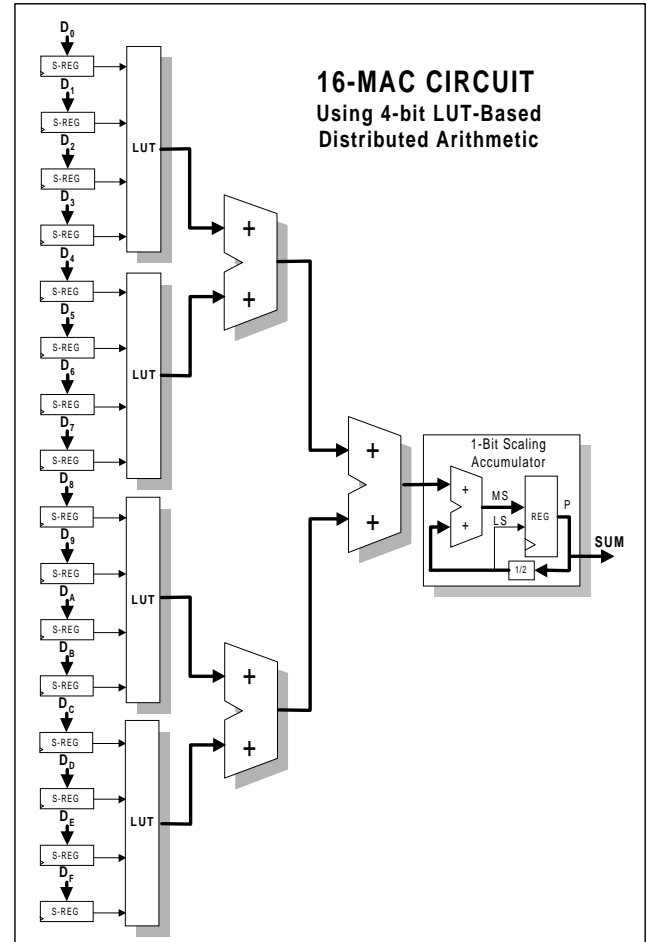 16-MAC CIRCUIT
Using 4-bit LUT-Based
Distributed Arithmetic
D0
S-REG
D1
S-REG
D2
S-REG
D3
S-REG
LUT
D4
S-REG
D5
S-REG
D6
S-REG
D7
S-REG
LUT
D8
S-REG
D9
S-REG
DA
S-REG
DB
S-REG
LUT
DC
S-REG
DD
S-REG
DE
S-REG
DF
S-REG
LUT
+
+
+
+
+
+
1-Bit Scaling
Accumulator
+
+
MS
LS
REG
P
1/2
SUM